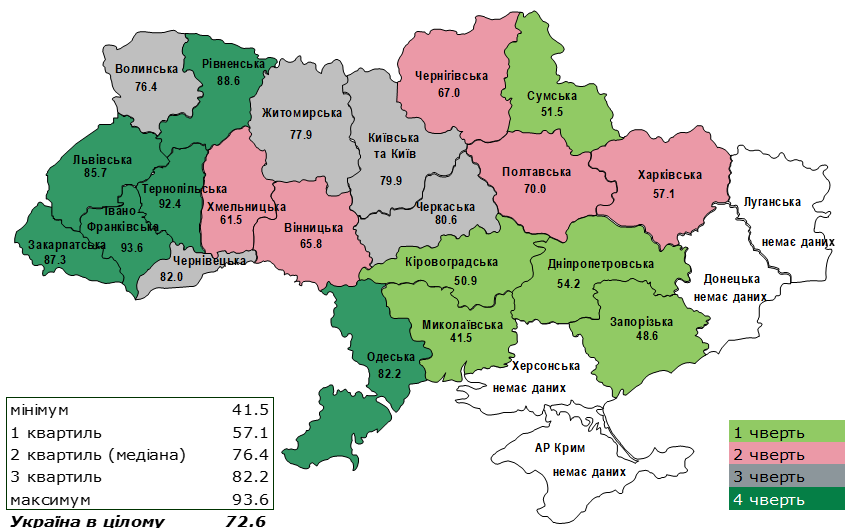 Волинська
76.4
Рівненська
88.6
Житомирська
77.9
Київська
та Київ
79.9
Чернігівська
67.0
Сумська
51.5
Львівська
85.7
Тернопільська
92.4
Хмельницька
61.5
Вінницька
65.8
Черкаська
80.6
Полтавська
70.0
Харківська
57.1
Луганська
немає даних
Івано
Франківська
93.6
Закарпатська
87.3
Чернівецька
82.0
Кіровоградська
50.9
Дніпропетровська
54.2
Донецька
немає даних
Миколаївська
41.5
Запорізька
48.6
Одеська
82.2
Херсонська
немає даних
АР Крим
немає даних
мінімум 41.5
1 квартиль 57.1
2 квартиль (медіана) 76.4
3 квартиль 82.2
максимум 93.6
Україна в цілому 72.6
1 чверть
2 чверть
3 чверть
4 чверть